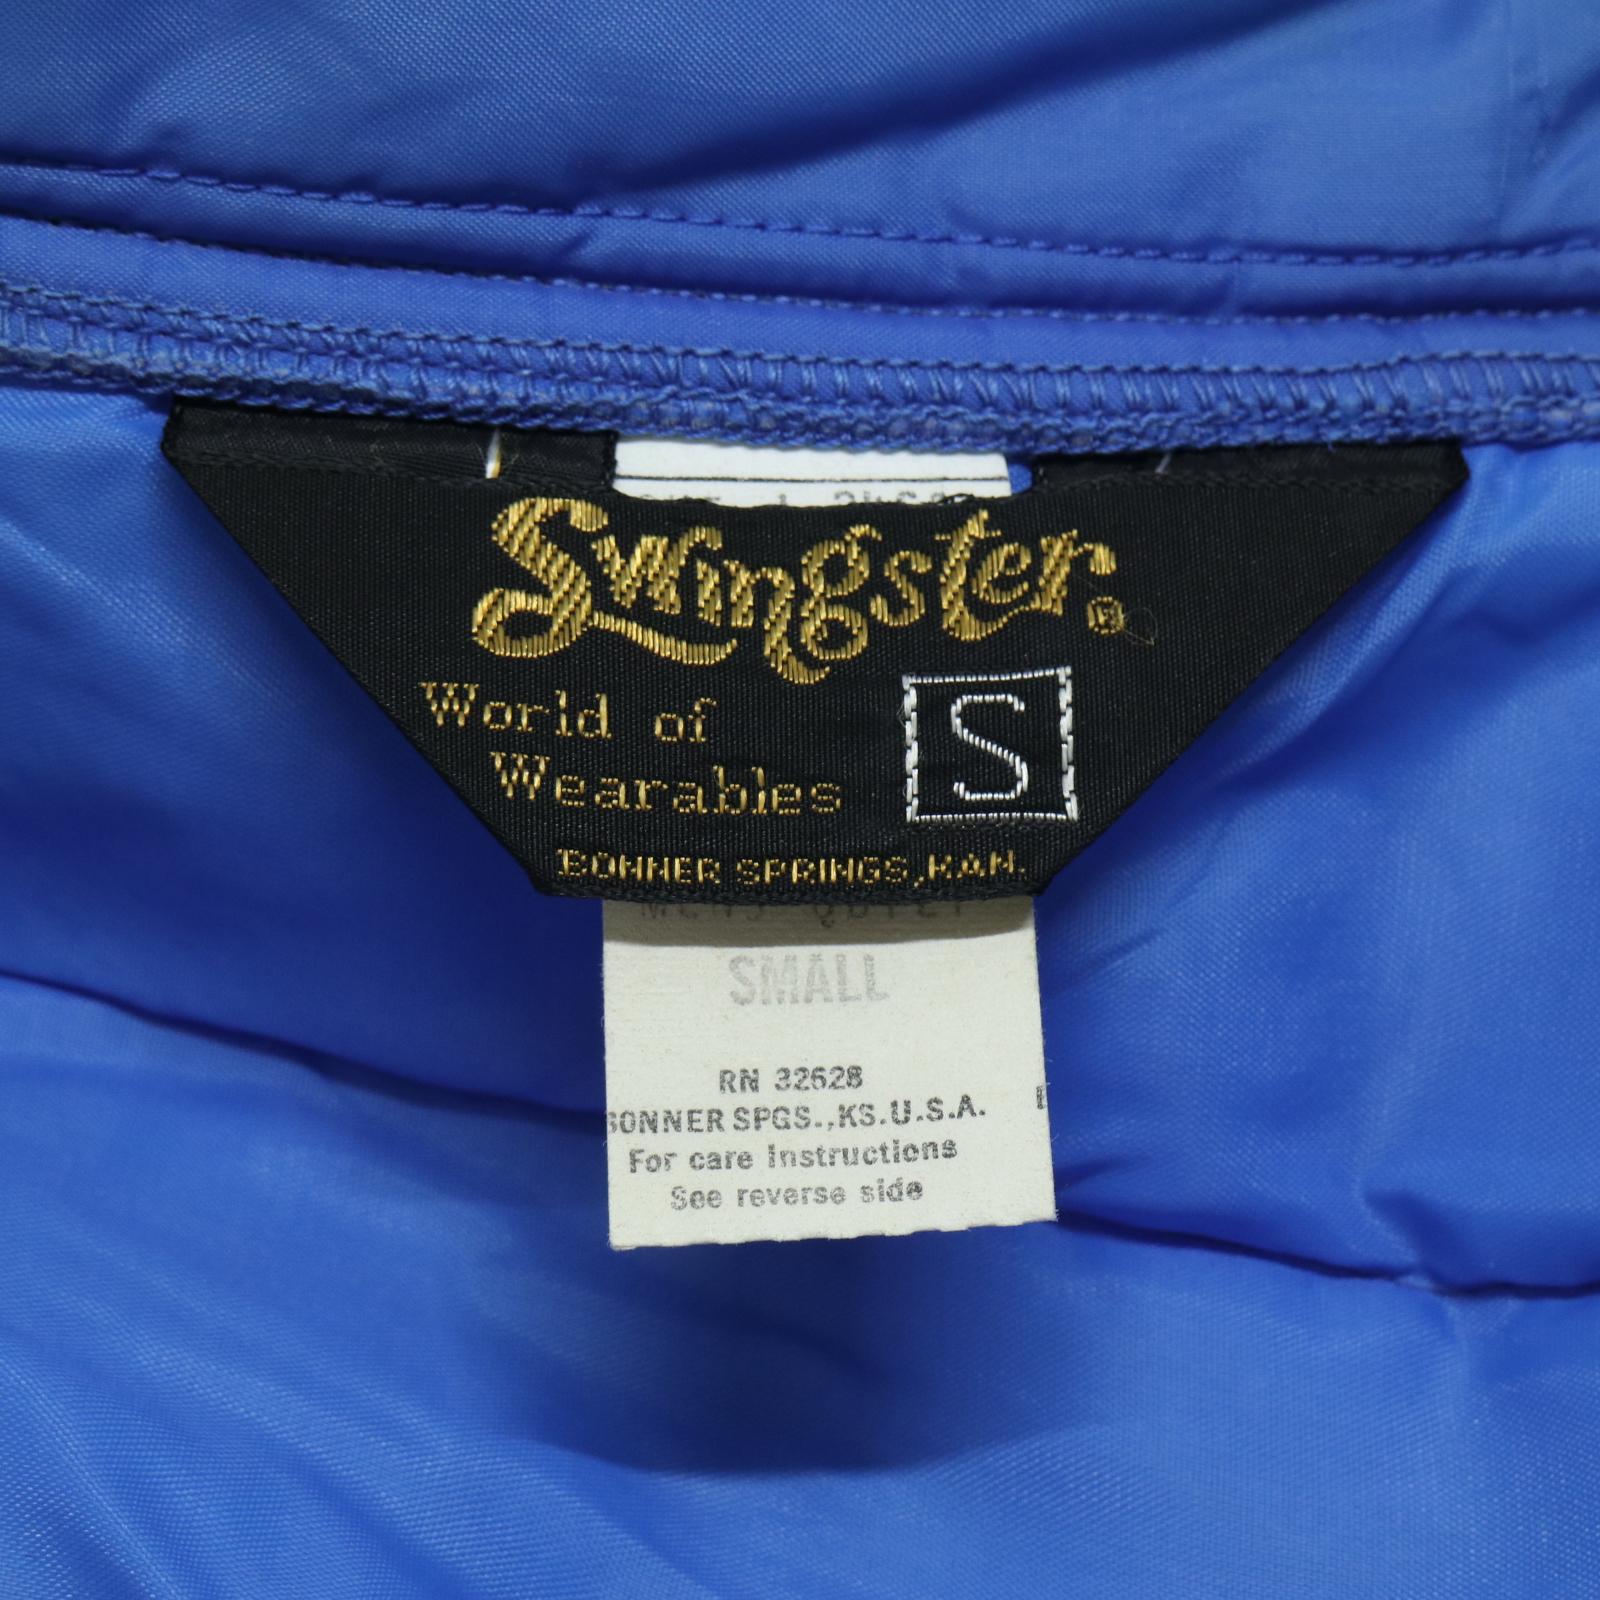 Swingster®
World of
Wearables
S
BONNER SPRINGS, KAN.
MENS
SMALL
RN 32628
BONNER SPGS., KS. U.S.A.
For care Instructions
See reverse side